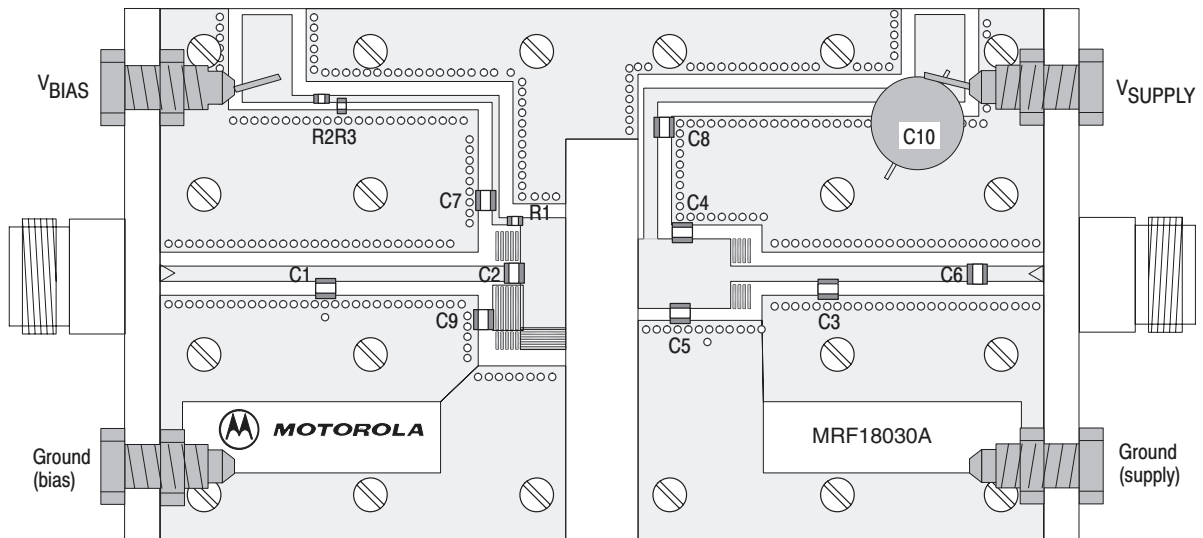 VBIAS
VSUPPLY
C10
R2R3
C8
C7
R1
C4
C1
C2
C6
C9
C3
C5
MOTOROLA
MRF18030A
Ground
(bias)
Ground
(supply)